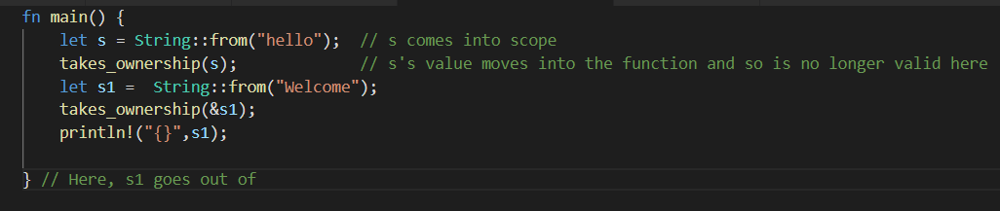 fn main() {
    let s = String::from("hello");  // s comes into scope
    takes_ownership(s);             // s's value moves into the function and so is no longer valid here
    let s1 =  String::from("Welcome");
    takes_ownership(&s1);
    println!("{}",s1);
} // Here, s1 goes out of